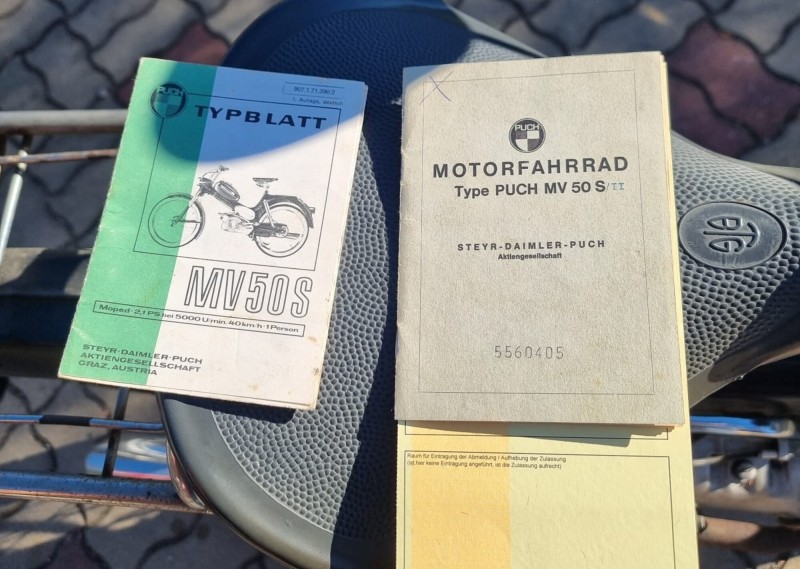 PUCH
907.1.71.390.2
1. Auflage, deutsch
TYPBLATT
MV50S
Moped · 2,1 PS bei 5000 U/min. 40 km/h · 1 Person
STEYR-DAIMLER-PUCH
AKTIENGESELLSCHAFT
GRAZ, AUSTRIA
PUCH
MOTORFAHRRAD
Type PUCH MV 50 S/II
STEYR-DAIMLER-PUCH
Aktiengesellschaft
5560405
Raum für Eintragung der Abmeldung / Aufhebung der Zulassung
(ist hier keine Eintragung angeführt, ist die Zulassung aufrecht)